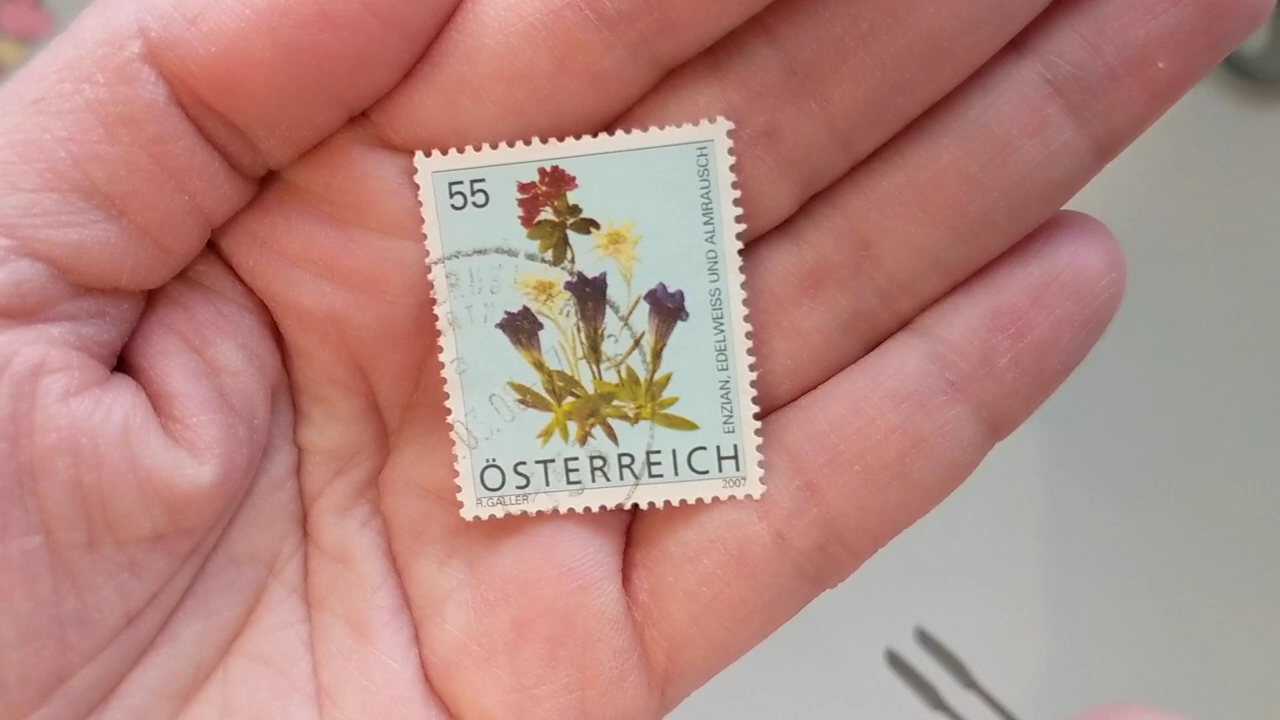 55
ENZIAN, EDELWEISS UND ALMRAUSCH
ÖSTERREICH
R.GALLER
2007